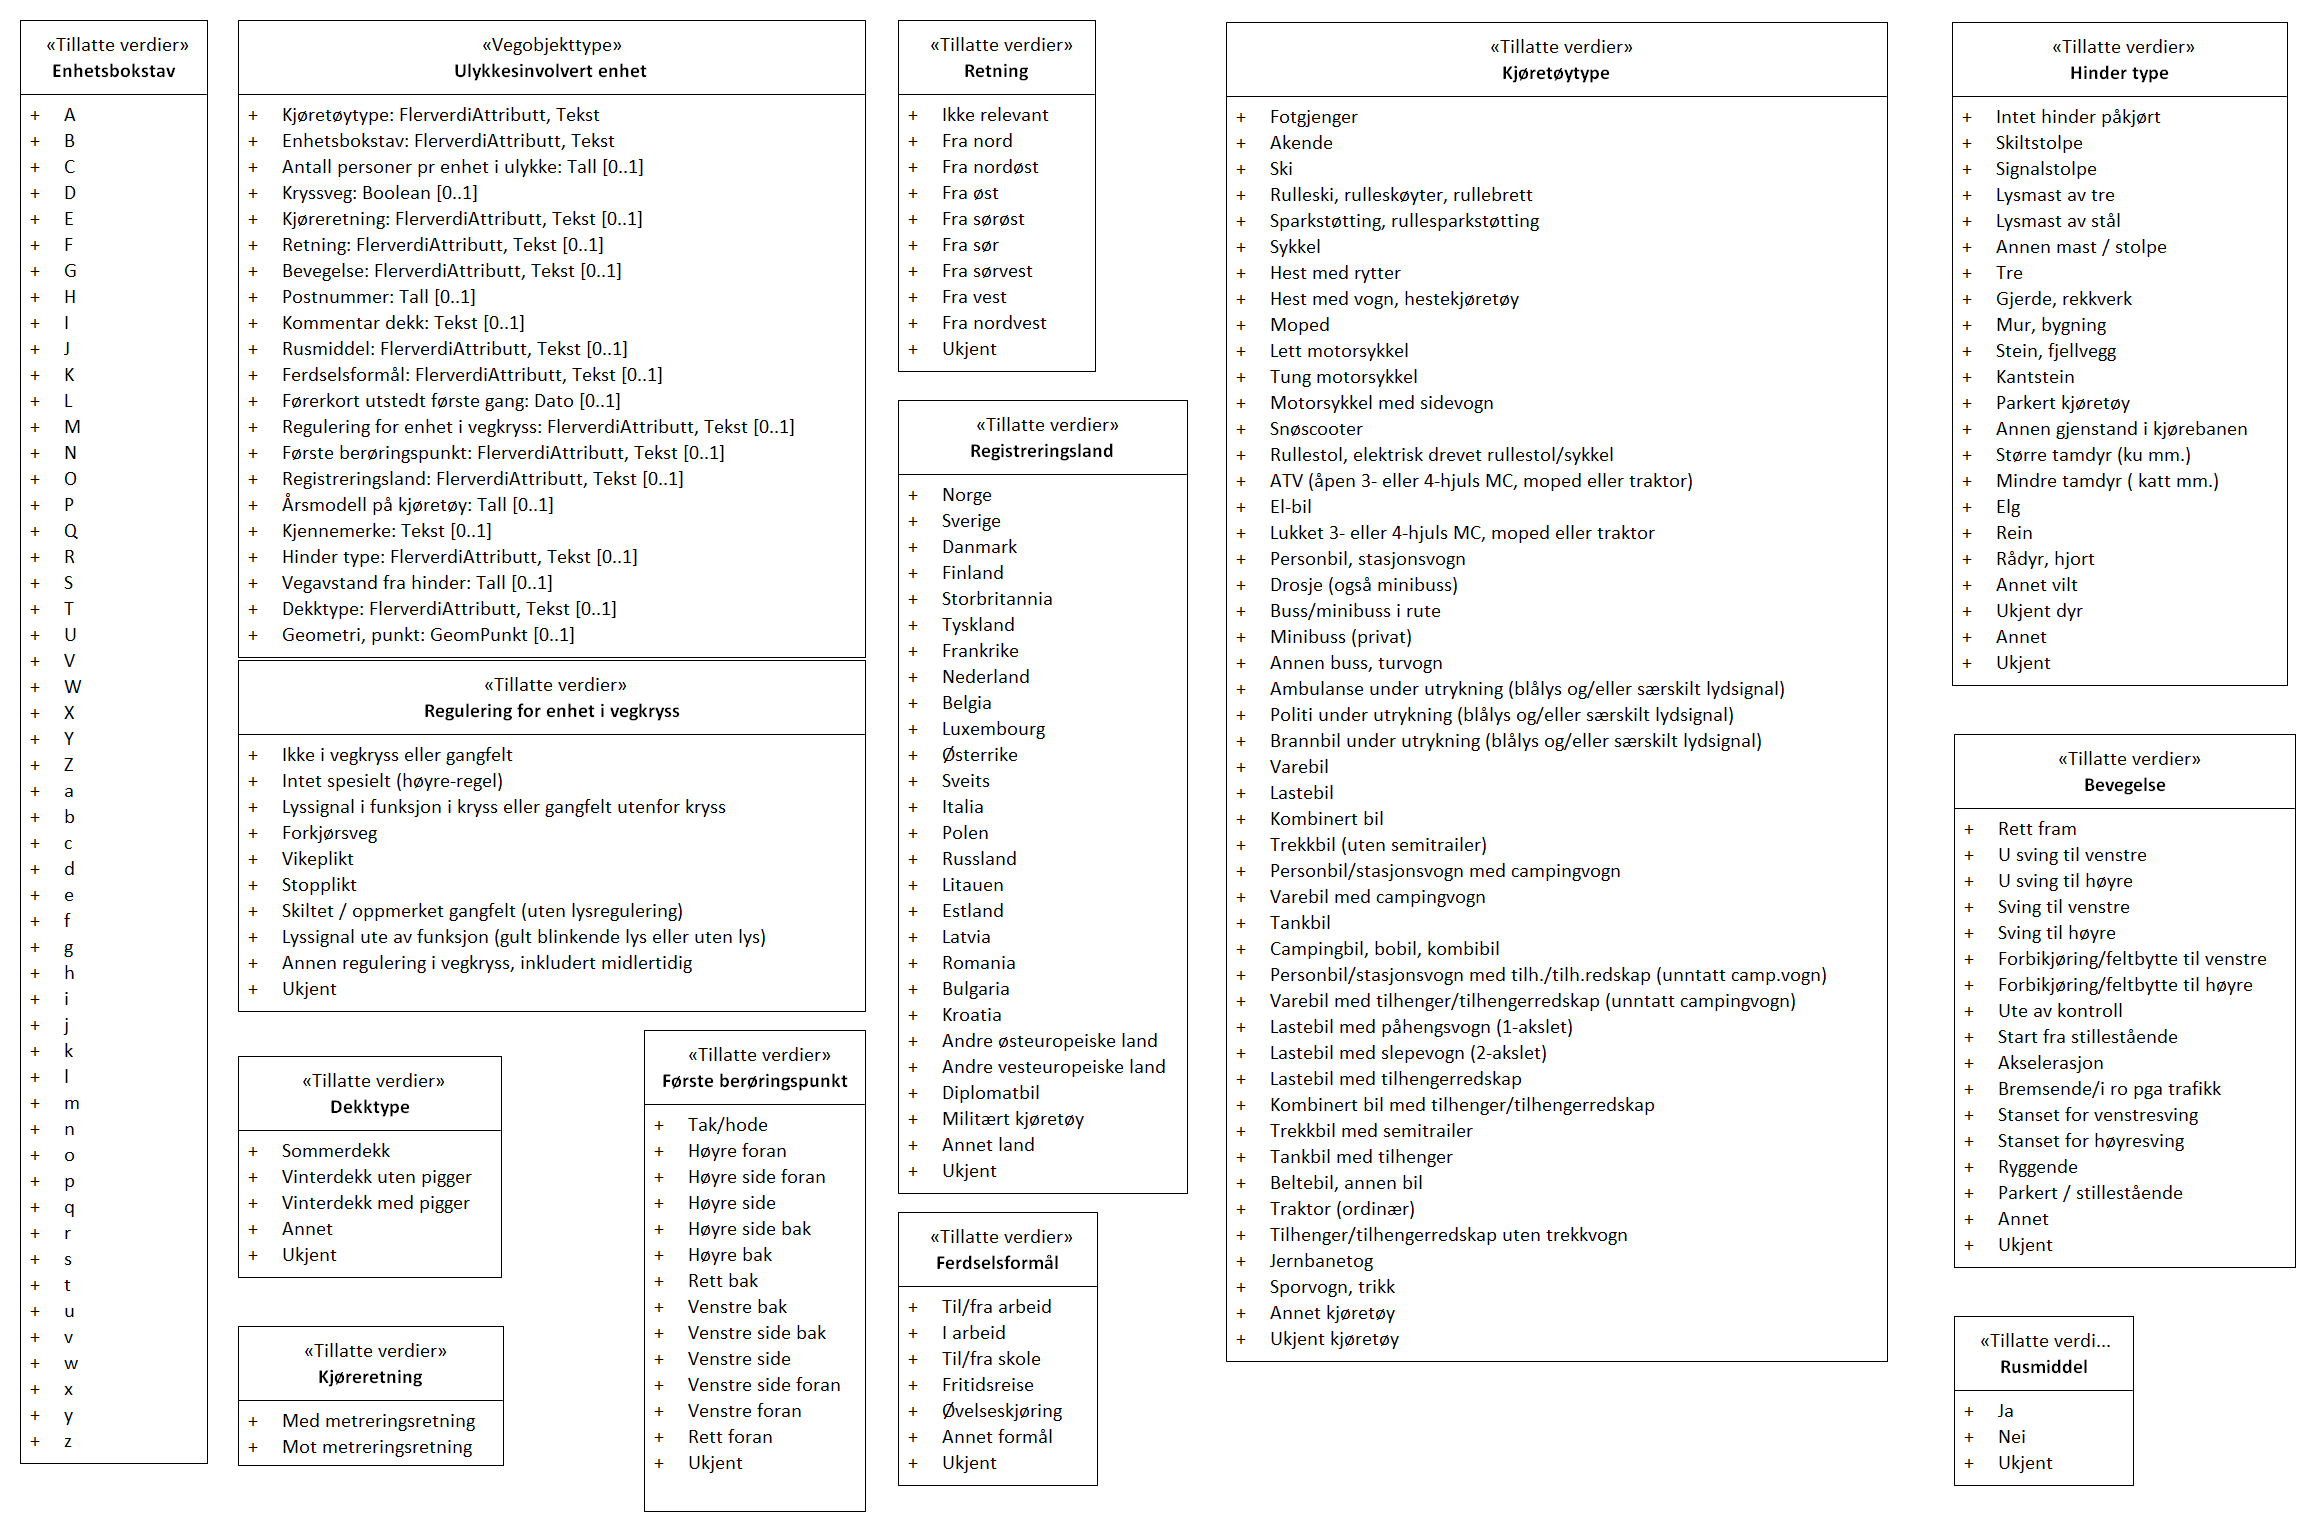 «Tillatte verdier»
Enhetsbokstav
+ A
+ B
+ C
+ D
+ E
+ F
+ G
+ H
+ I
+ J
+ K
+ L
+ M
+ N
+ O
+ P
+ Q
+ R
+ S
+ T
+ U
+ V
+ W
+ X
+ Y
+ Z
+ a
+ b
+ c
+ d
+ e
+ f
+ g
+ h
+ i
+ j
+ k
+ l
+ m
+ n
+ o
+ p
+ q
+ r
+ s
+ t
+ u
+ v
+ w
+ x
+ y
+ z
«Vegobjekttype»
Ulykkesinvolvert enhet
+ Kjøretøytype: FlerverdiAttributt, Tekst
+ Enhetsbokstav: FlerverdiAttributt, Tekst
+ Antall personer pr enhet i ulykke: Tall [0..1]
+ Kryssveg: Boolean [0..1]
+ Kjøreretning: FlerverdiAttributt, Tekst [0..1]
+ Retning: FlerverdiAttributt, Tekst [0..1]
+ Bevegelse: FlerverdiAttributt, Tekst [0..1]
+ Postnummer: Tall [0..1]
+ Kommentar dekk: Tekst [0..1]
+ Rusmiddel: FlerverdiAttributt, Tekst [0..1]
+ Ferdselsformål: FlerverdiAttributt, Tekst [0..1]
+ Førerkort utstedt første gang: Dato [0..1]
+ Regulering for enhet i vegkryss: FlerverdiAttributt, Tekst [0..1]
+ Første berøringspunkt: FlerverdiAttributt, Tekst [0..1]
+ Registreringsland: FlerverdiAttributt, Tekst [0..1]
+ Årsmodell på kjøretøy: Tall [0..1]
+ Kjennemerke: Tekst [0..1]
+ Hinder type: FlerverdiAttributt, Tekst [0..1]
+ Vegavstand fra hinder: Tall [0..1]
+ Dekktype: FlerverdiAttributt, Tekst [0..1]
+ Geometri, punkt: GeomPunkt [0..1]
«Tillatte verdier»
Regulering for enhet i vegkryss
+ Ikke i vegkryss eller gangfelt
+ Intet spesielt (høyre-regel)
+ Lyssignal i funksjon i kryss eller gangfelt utenfor kryss
+ Forkjørsveg
+ Vikeplikt
+ Stopplikt
+ Skiltet / oppmerket gangfelt (uten lysregulering)
+ Lyssignal ute av funksjon (gult blinkende lys eller uten lys)
+ Annen regulering i vegkryss, inkludert midlertidig
+ Ukjent
«Tillatte verdier»
Dekktype
+ Sommerdekk
+ Vinterdekk uten pigger
+ Vinterdekk med pigger
+ Annet
+ Ukjent
«Tillatte verdier»
Kjøreretning
+ Med metreringsretning
+ Mot metreringsretning
«Tillatte verdier»
Første berøringspunkt
+ Tak/hode
+ Høyre foran
+ Høyre side foran
+ Høyre side
+ Høyre side bak
+ Høyre bak
+ Rett bak
+ Venstre bak
+ Venstre side bak
+ Venstre side
+ Venstre side foran
+ Venstre foran
+ Rett foran
+ Ukjent
«Tillatte verdier»
Retning
+ Ikke relevant
+ Fra nord
+ Fra nordøst
+ Fra øst
+ Fra sørøst
+ Fra sør
+ Fra sørvest
+ Fra vest
+ Fra nordvest
+ Ukjent
«Tillatte verdier»
Registreringsland
+ Norge
+ Sverige
+ Danmark
+ Finland
+ Storbritannia
+ Tyskland
+ Frankrike
+ Nederland
+ Belgia
+ Luxembourg
+ Østerrike
+ Sveits
+ Italia
+ Polen
+ Russland
+ Litauen
+ Estland
+ Latvia
+ Romania
+ Bulgaria
+ Kroatia
+ Andre østeuropeiske land
+ Andre vesteuropeiske land
+ Diplomatbil
+ Militært kjøretøy
+ Annet land
+ Ukjent
«Tillatte verdier»
Ferdselsformål
+ Til/fra arbeid
+ I arbeid
+ Til/fra skole
+ Fritidsreise
+ Øvelseskjøring
+ Annet formål
+ Ukjent
«Tillatte verdier»
Kjøretøytype
+ Fotgjenger
+ Akende
+ Ski
+ Rulleski, rulleskøyter, rullebrett
+ Sparkstøtting, rullesparkstøtting
+ Sykkel
+ Hest med rytter
+ Hest med vogn, hestekjøretøy
+ Moped
+ Lett motorsykkel
+ Tung motorsykkel
+ Motorsykkel med sidevogn
+ Snøscooter
+ Rullestol, elektrisk drevet rullestol/sykkel
+ ATV (åpen 3- eller 4-hjuls MC, moped eller traktor)
+ El-bil
+ Lukket 3- eller 4-hjuls MC, moped eller traktor
+ Personbil, stasjonsvogn
+ Drosje (også minibuss)
+ Buss/minibuss i rute
+ Minibuss (privat)
+ Annen buss, turvogn
+ Ambulanse under utrykning (blålys og/eller særskilt lydsignal)
+ Politi under utrykning (blålys og/eller særskilt lydsignal)
+ Brannbil under utrykning (blålys og/eller særskilt lydsignal)
+ Varebil
+ Lastebil
+ Kombinert bil
+ Trekkbil (uten semitrailer)
+ Personbil/stasjonsvogn med campingvogn
+ Varebil med campingvogn
+ Tankbil
+ Campingbil, bobil, kombibil
+ Personbil/stasjonsvogn med tilh./tilh.redskap (unntatt camp.vogn)
+ Varebil med tilhenger/tilhengerredskap (unntatt campingvogn)
+ Lastebil med påhengsvogn (1-akslet)
+ Lastebil med slepevogn (2-akslet)
+ Lastebil med tilhengerredskap
+ Kombinert bil med tilhenger/tilhengerredskap
+ Trekkbil med semitrailer
+ Tankbil med tilhenger
+ Beltebil, annen bil
+ Traktor (ordinær)
+ Tilhenger/tilhengerredskap uten trekkvogn
+ Jernbanetog
+ Sporvogn, trikk
+ Annet kjøretøy
+ Ukjent kjøretøy
«Tillatte verdier»
Hinder type
+ Intet hinder påkjørt
+ Skiltstolpe
+ Signalstolpe
+ Lysmast av tre
+ Lysmast av stål
+ Annen mast / stolpe
+ Tre
+ Gjerde, rekkverk
+ Mur, bygning
+ Stein, fjellvegg
+ Kantstein
+ Parkert kjøretøy
+ Annen gjenstand i kjørebanen
+ Større tamdyr (ku mm.)
+ Mindre tamdyr ( katt mm.)
+ Elg
+ Rein
+ Rådyr, hjort
+ Annet vilt
+ Ukjent dyr
+ Annet
+ Ukjent
«Tillatte verdier»
Bevegelse
+ Rett fram
+ U sving til venstre
+ U sving til høyre
+ Sving til venstre
+ Sving til høyre
+ Forbikjøring/feltbytte til venstre
+ Forbikjøring/feltbytte til høyre
+ Ute av kontroll
+ Start fra stillestående
+ Akselerasjon
+ Bremsende/i ro pga trafikk
+ Stanset for venstresving
+ Stanset for høyresving
+ Ryggende
+ Parkert / stillestående
+ Annet
+ Ukjent
«Tillatte verdi...
Rusmiddel
+ Ja
+ Nei
+ Ukjent